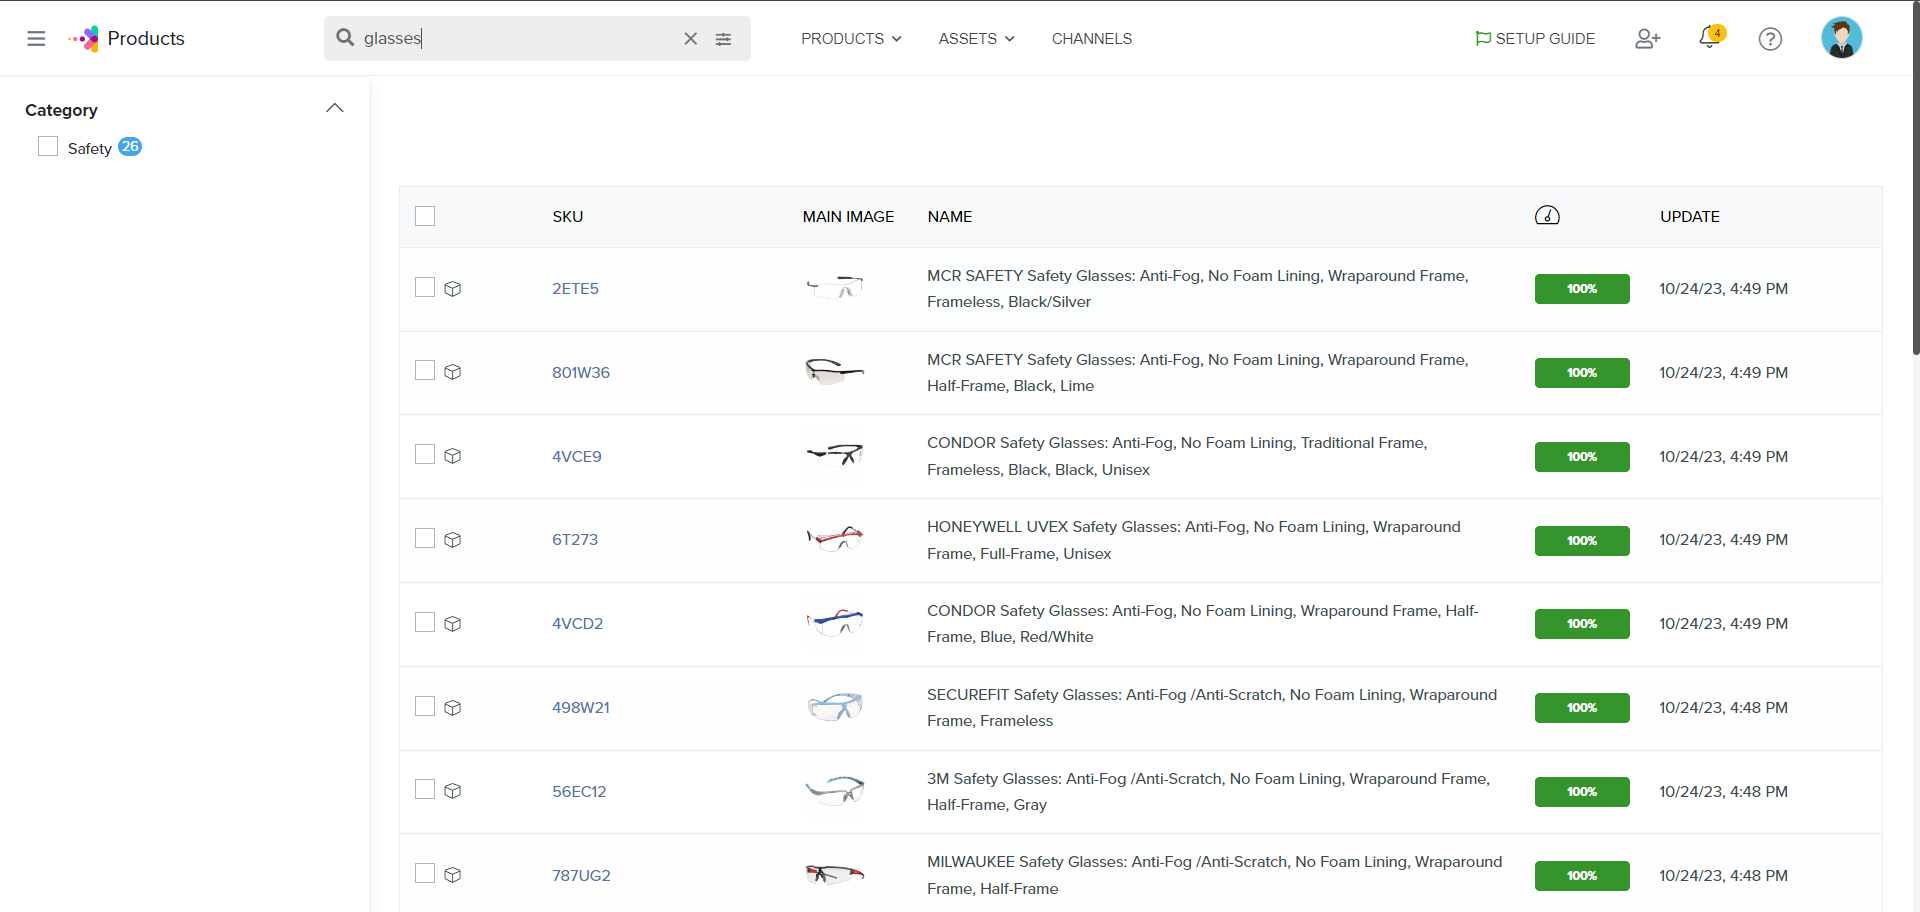 Products
glasses
PRODUCTS
ASSETS
CHANNELS
SETUP GUIDE
4
?
Category
Safety 26
SKU
MAIN IMAGE
NAME
UPDATE
2ETE5
MCR SAFETY Safety Glasses: Anti-Fog, No Foam Lining, Wraparound Frame,
Frameless, Black/Silver
100%
10/24/23, 4:49 PM
801W36
MCR SAFETY Safety Glasses: Anti-Fog, No Foam Lining, Wraparound Frame,
Half-Frame, Black, Lime
100%
10/24/23, 4:49 PM
4VCE9
CONDOR Safety Glasses: Anti-Fog, No Foam Lining, Traditional Frame,
Frameless, Black, Black, Unisex
100%
10/24/23, 4:49 PM
6T273
HONEYWELL UVEX Safety Glasses: Anti-Fog, No Foam Lining, Wraparound
Frame, Full-Frame, Unisex
100%
10/24/23, 4:49 PM
4VCD2
CONDOR Safety Glasses: Anti-Fog, No Foam Lining, Wraparound Frame, Half-
Frame, Blue, Red/White
100%
10/24/23, 4:49 PM
498W21
SECUREFIT Safety Glasses: Anti-Fog /Anti-Scratch, No Foam Lining, Wraparound
Frame, Frameless
100%
10/24/23, 4:48 PM
56EC12
3M Safety Glasses: Anti-Fog /Anti-Scratch, No Foam Lining, Wraparound Frame,
Half-Frame, Gray
100%
10/24/23, 4:48 PM
787UG2
MILWAUKEE Safety Glasses: Anti-Fog /Anti-Scratch, No Foam Lining, Wraparound
Frame, Half-Frame
100%
10/24/23, 4:48 PM